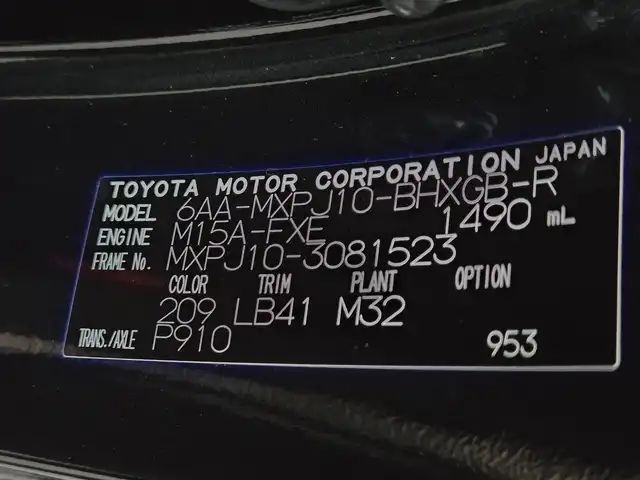 TOYOTA MOTOR CORPORATION JAPAN
MODEL 6AA-MXPJ10-BHXGB-R
ENGINE M15A-FXE 1490 mL
FRAME No. MXPJ10-3081523
COLOR TRIM PLANT OPTION
209 LB41 M32
TRANS./AXLE P910 953